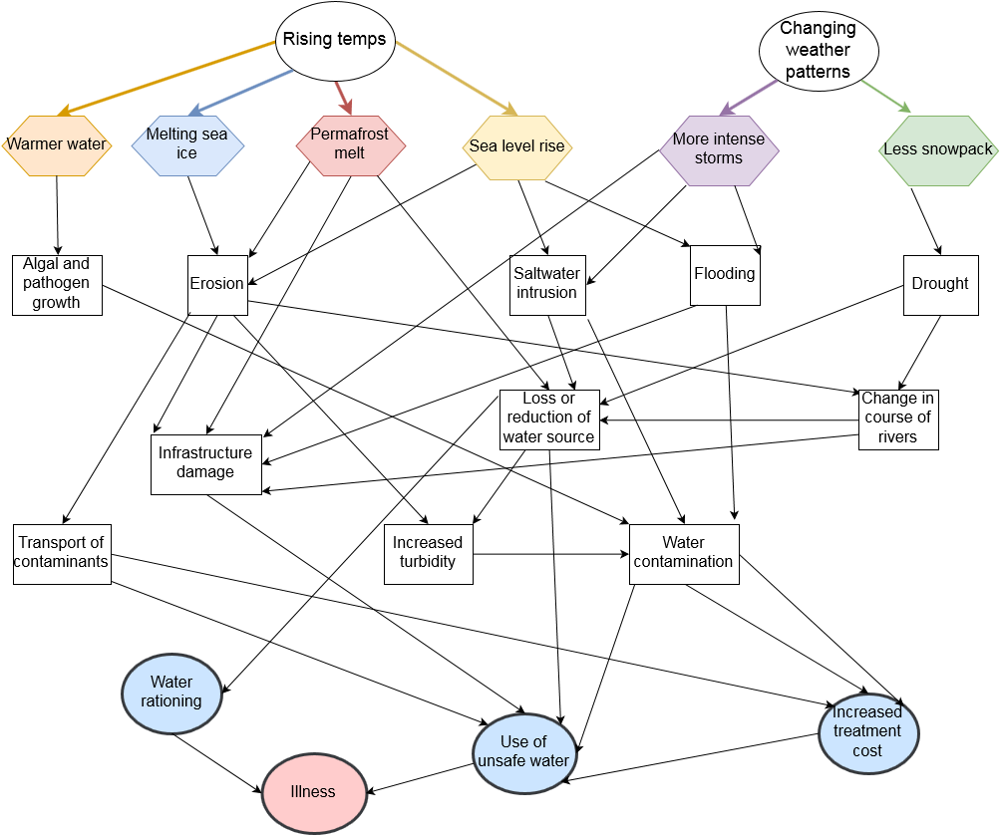 Rising temps
Changing
weather
patterns
Warmer water
Melting sea
ice
Permafrost
melt
Sea level rise
More intense
storms
Less snowpack
Algal and
pathogen
growth
Erosion
Saltwater
intrusion
Flooding
Drought
Infrastructure
damage
Loss or
reduction of
water source
Change in
course of
rivers
Transport of
contaminants
Increased
turbidity
Water
contamination
Water
rationing
Use of
unsafe water
Increased
treatment
cost
Illness